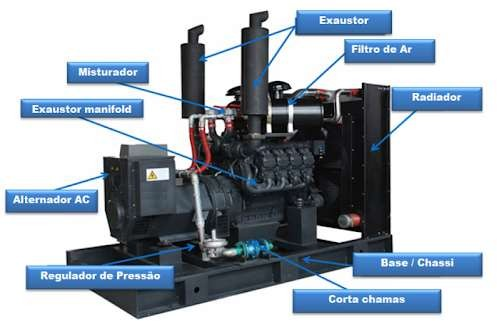 Exaustor
Filtro de Ar
Misturador
Radiador
Exaustor manifold
Alternador AC
Base / Chassi
Regulador de Pressão
Corta chamas